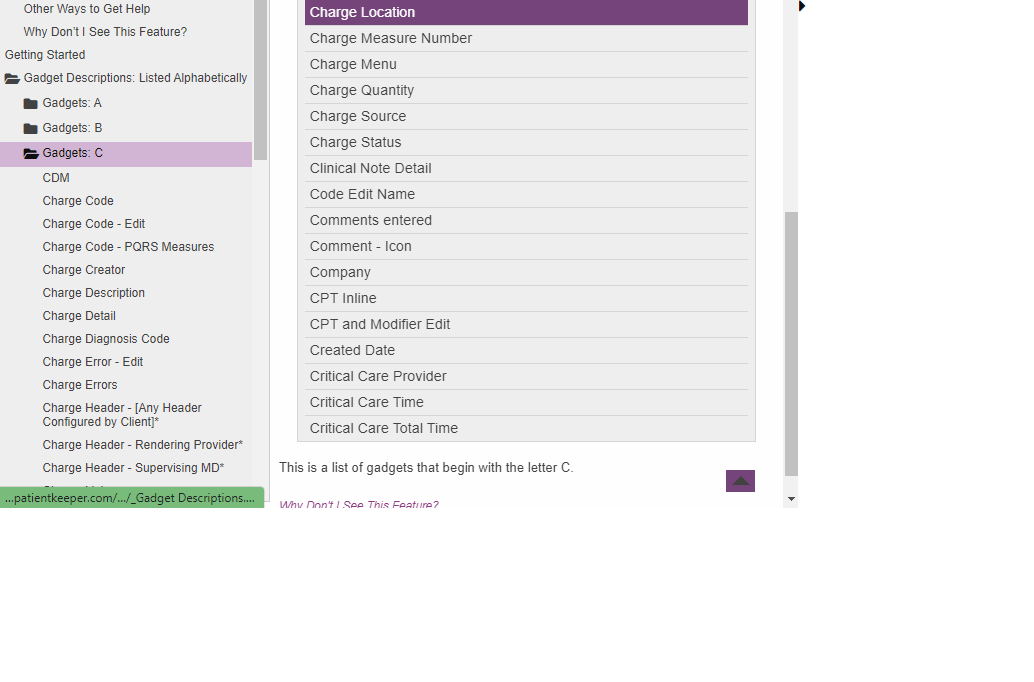 Other Ways to Get Help
Why Don't I See This Feature?
Getting Started
Gadget Descriptions: Listed Alphabetically
Gadgets: A
Gadgets: B
Gadgets: C
CDM
Charge Code
Charge Code - Edit
Charge Code - PQRS Measures
Charge Creator
Charge Description
Charge Detail
Charge Diagnosis Code
Charge Error - Edit
Charge Errors
Charge Header - [Any Header
Configured by Client]*
Charge Header - Rendering Provider*
Charge Header - Supervising MD*
...patientkeeper.com/.../_Gadget Descriptions....
Charge Location
Charge Measure Number
Charge Menu
Charge Quantity
Charge Source
Charge Status
Clinical Note Detail
Code Edit Name
Comments entered
Comment - Icon
Company
CPT Inline
CPT and Modifier Edit
Created Date
Critical Care Provider
Critical Care Time
Critical Care Total Time
This is a list of gadgets that begin with the letter C.
Why Don't I See This Feature?